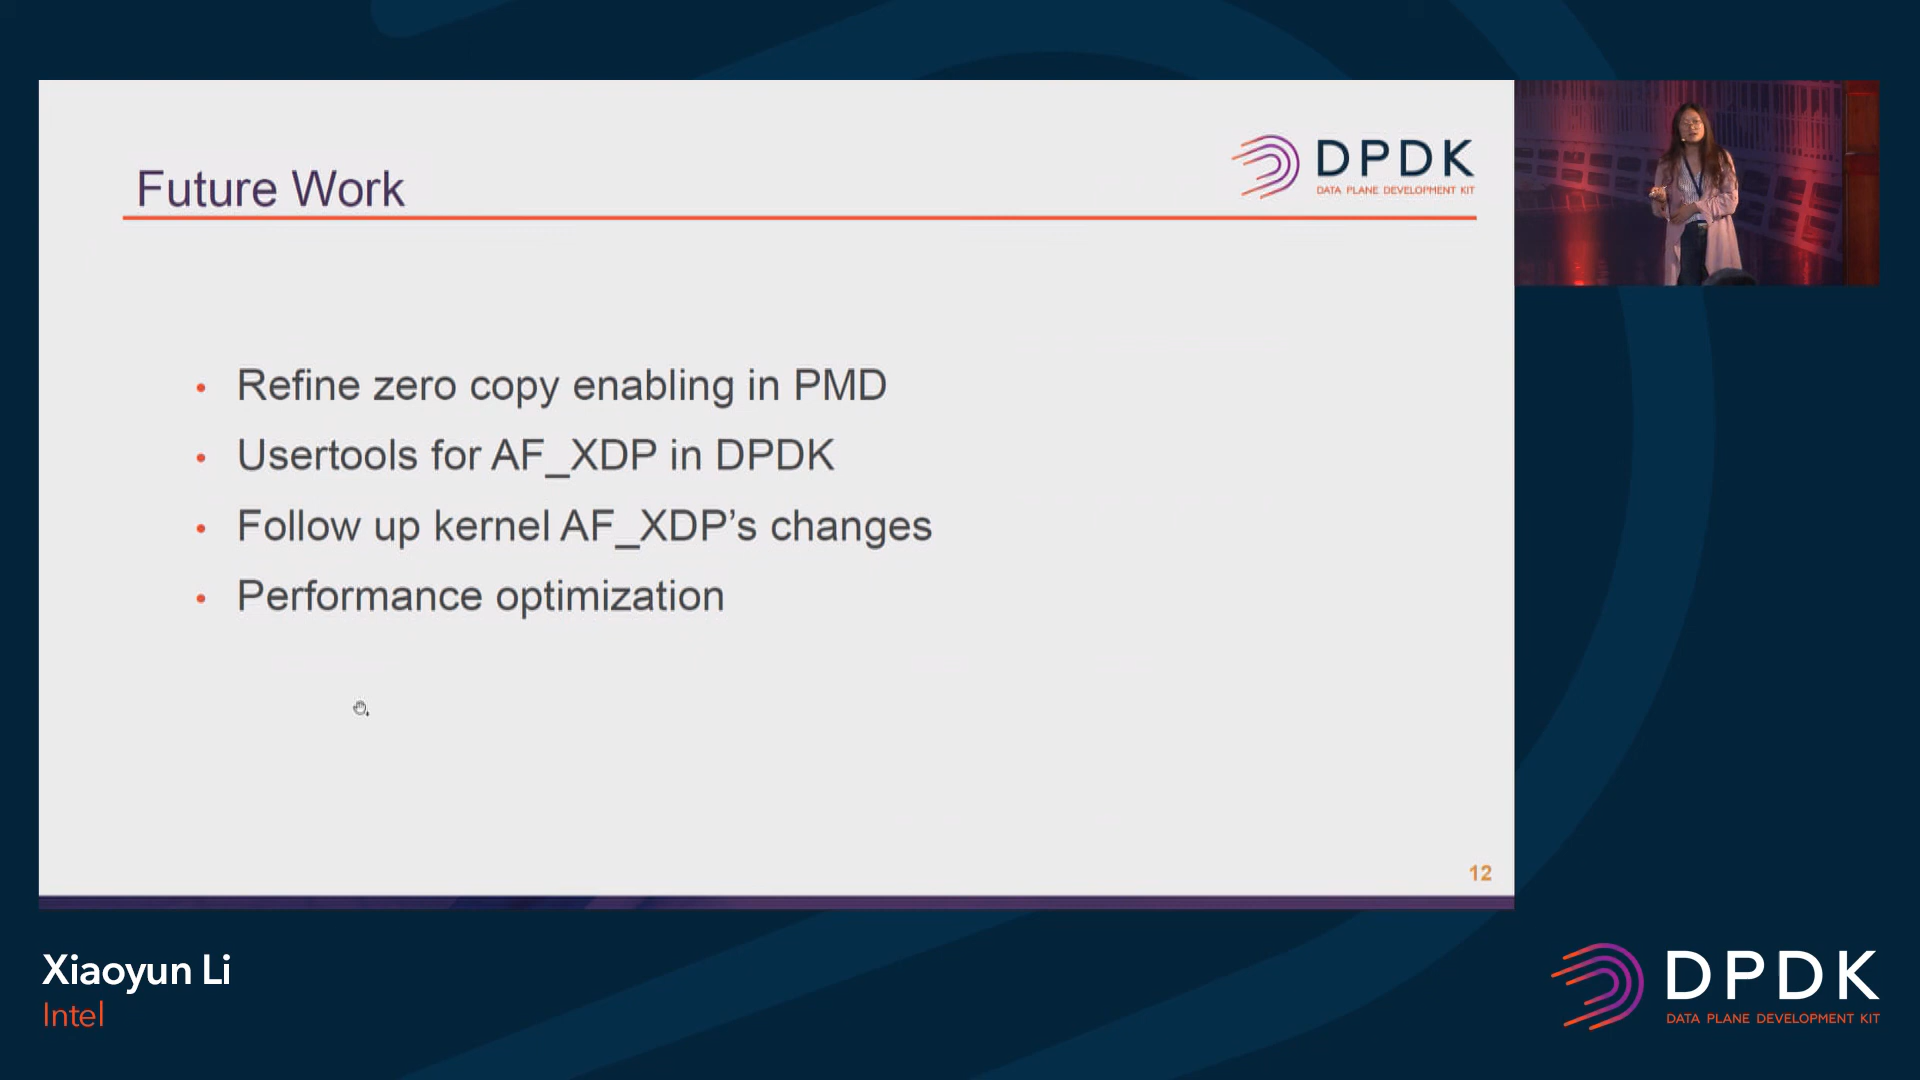 Future Work
DPDK
DATA PLANE DEVELOPMENT KIT
• Refine zero copy enabling in PMD
• Usertools for AF_XDP in DPDK
• Follow up kernel AF_XDP’s changes
• Performance optimization
12
Xiaoyun Li
Intel
DPDK
DATA PLANE DEVELOPMENT KIT